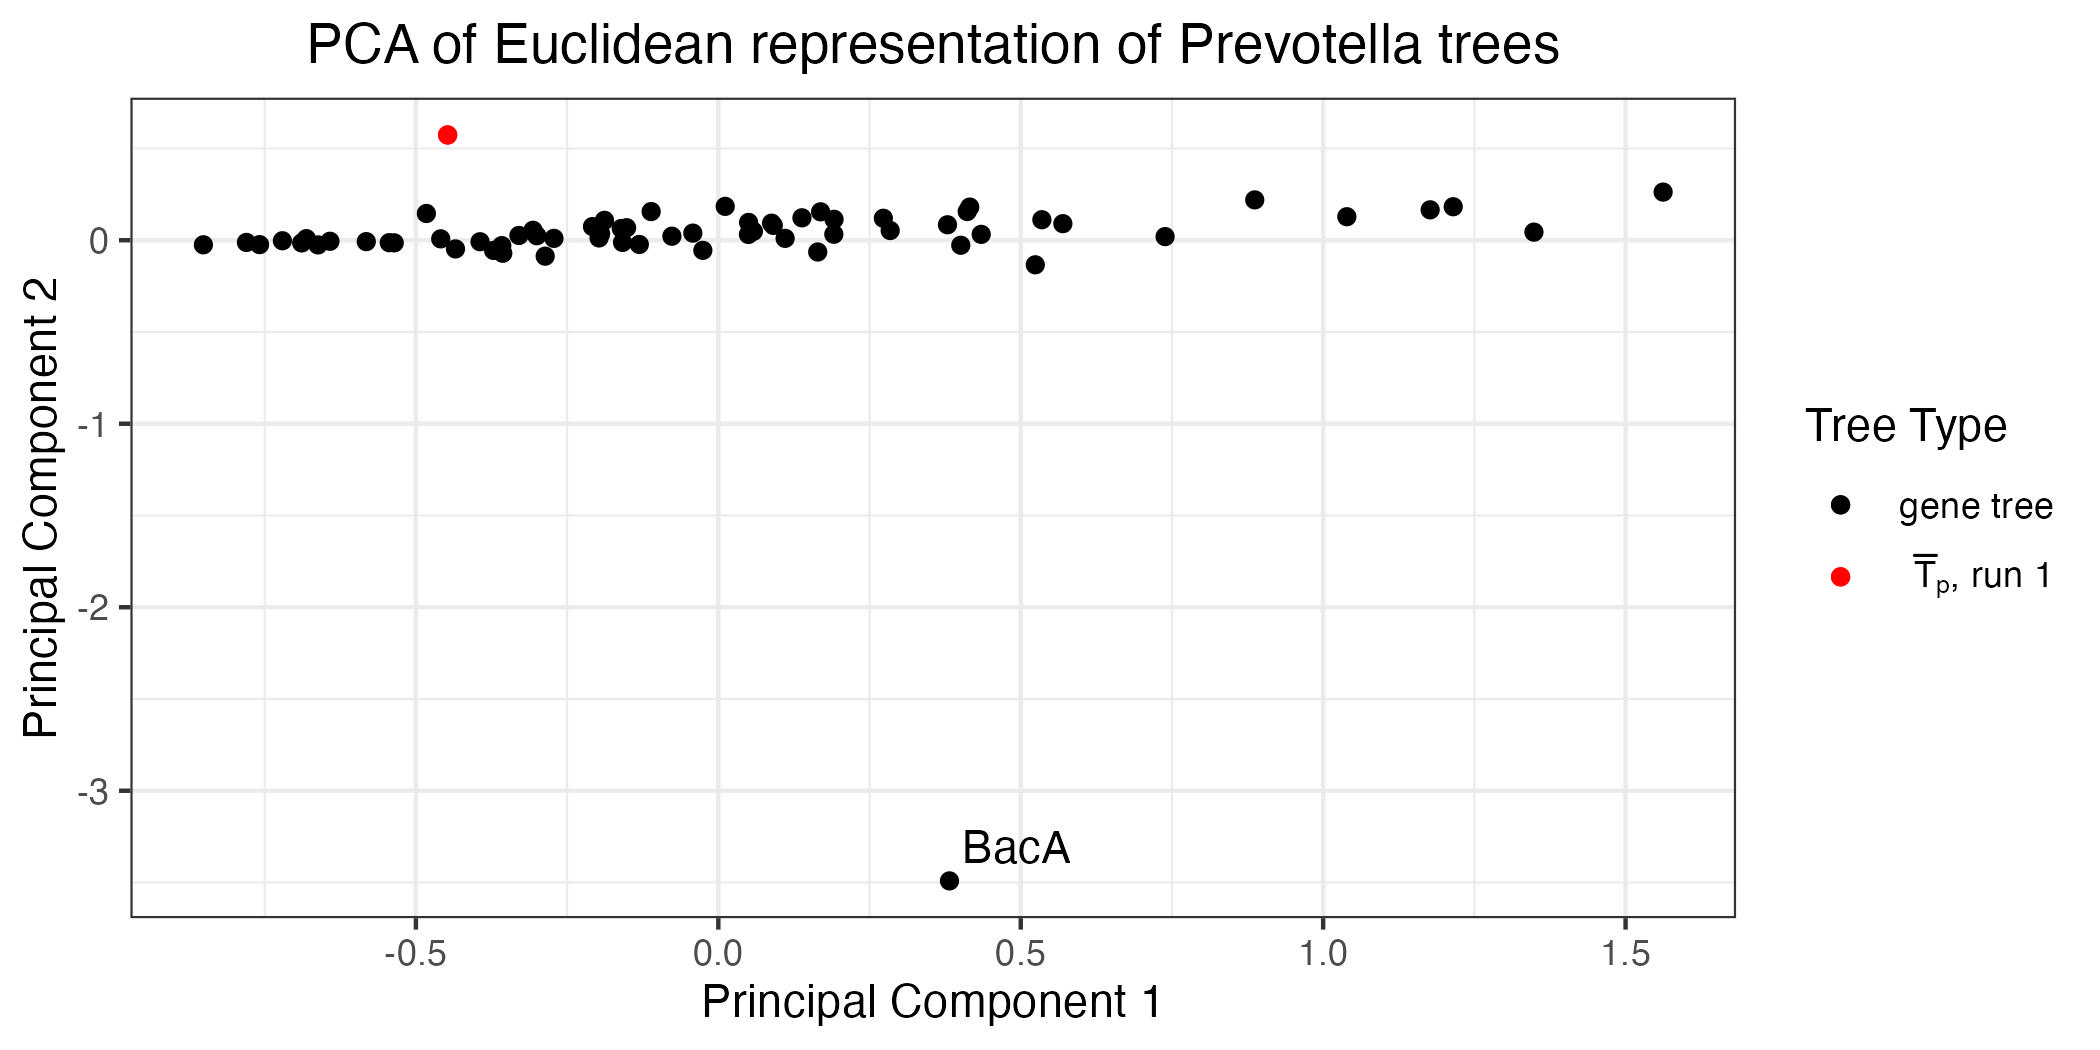 PCA of Euclidean representation of Prevotella trees
Principal Component 2
0
-1
-2
-3
BacA
-0.5
0.0
0.5
1.0
1.5
Principal Component 1
Tree Type
gene tree
T̅ₚ, run 1